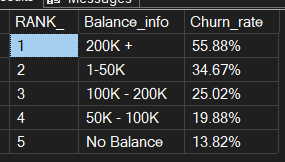 Messages
RANK_ Balance_info Churn_rate
1 200K + 55.88%
2 1-50K 34.67%
3 100K - 200K 25.02%
4 50K - 100K 19.88%
5 No Balance 13.82%